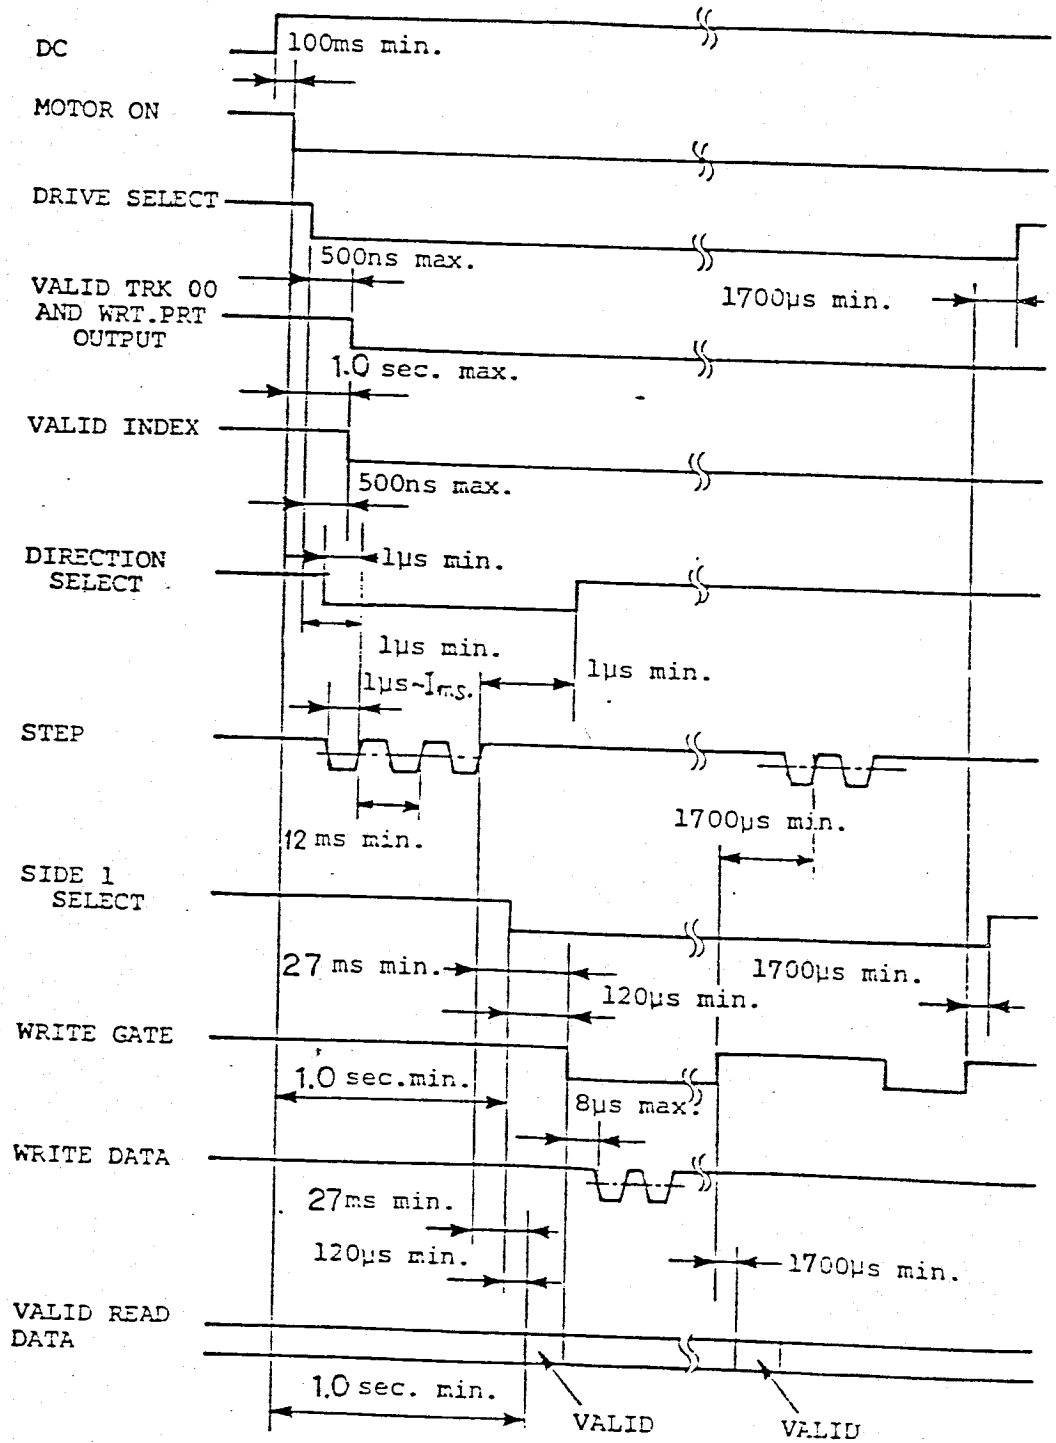 DC
100ms min.
MOTOR ON
DRIVE SELECT
500ns max.
1700µs min.
VALID TRK 00
AND WRT.PRT
OUTPUT
1.0 sec. max.
VALID INDEX
500ns max.
DIRECTION
SELECT
1µs min.
1µs min.
1µs min.
1µs~1ms.
STEP
12 ms min.
1700µs min.
SIDE 1
SELECT
27 ms min.
1700µs min.
120µs min.
WRITE GATE
1.0 sec.min.
8µs max.
WRITE DATA
27ms min.
120µs min.
1700µs min.
VALID READ
DATA
1.0 sec. min.
VALID
VALID